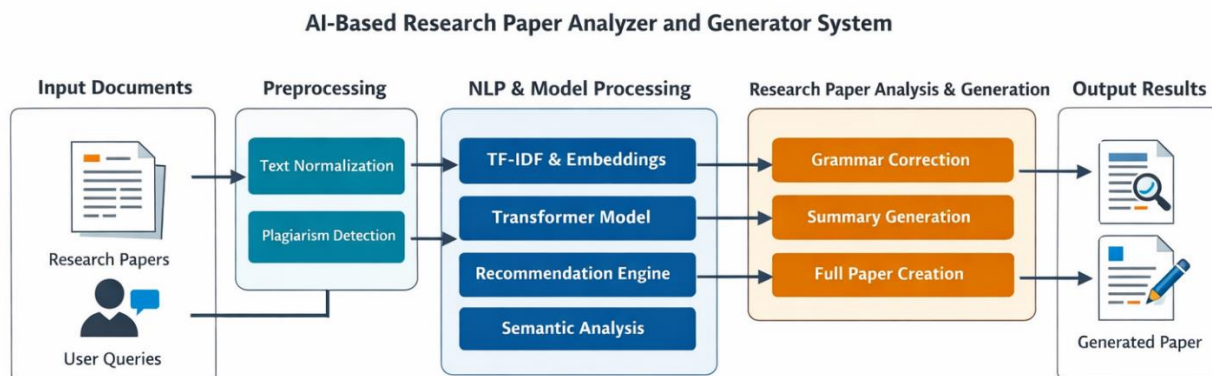 AI-Based Research Paper Analyzer and Generator System
Input Documents
Research Papers
User Queries
Preprocessing
Text Normalization
Plagiarism Detection
NLP & Model Processing
TF-IDF & Embeddings
Transformer Model
Recommendation Engine
Semantic Analysis
Research Paper Analysis & Generation
Grammar Correction
Summary Generation
Full Paper Creation
Output Results
Generated Paper